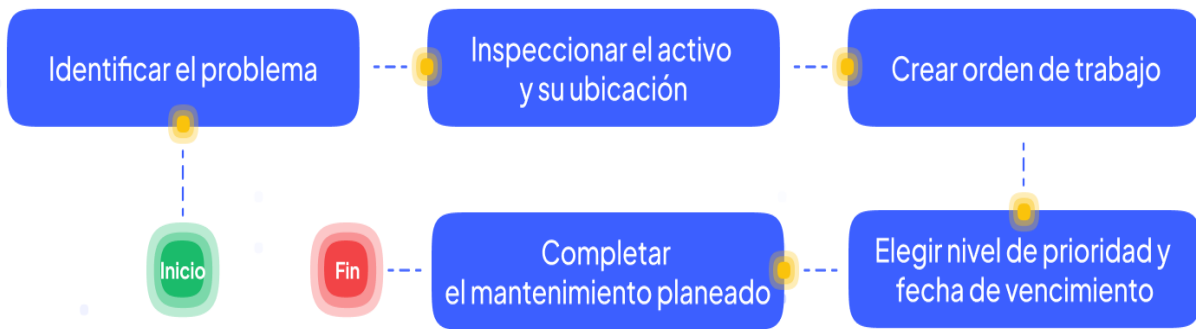 Identificar el problema
Inspeccionar el activo
y su ubicación
Crear orden de trabajo
Inicio
Fin
Completar
el mantenimiento planeado
Elegir nivel de prioridad y
fecha de vencimiento